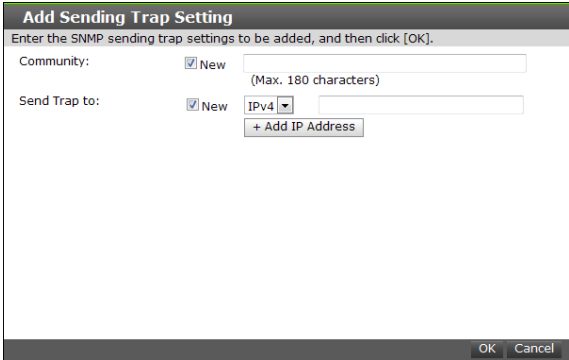 Add Sending Trap Setting
Enter the SNMP sending trap settings to be added, and then click [OK].
Community: New
(Max. 180 characters)
Send Trap to: New IPv4
+ Add IP Address
OK Cancel